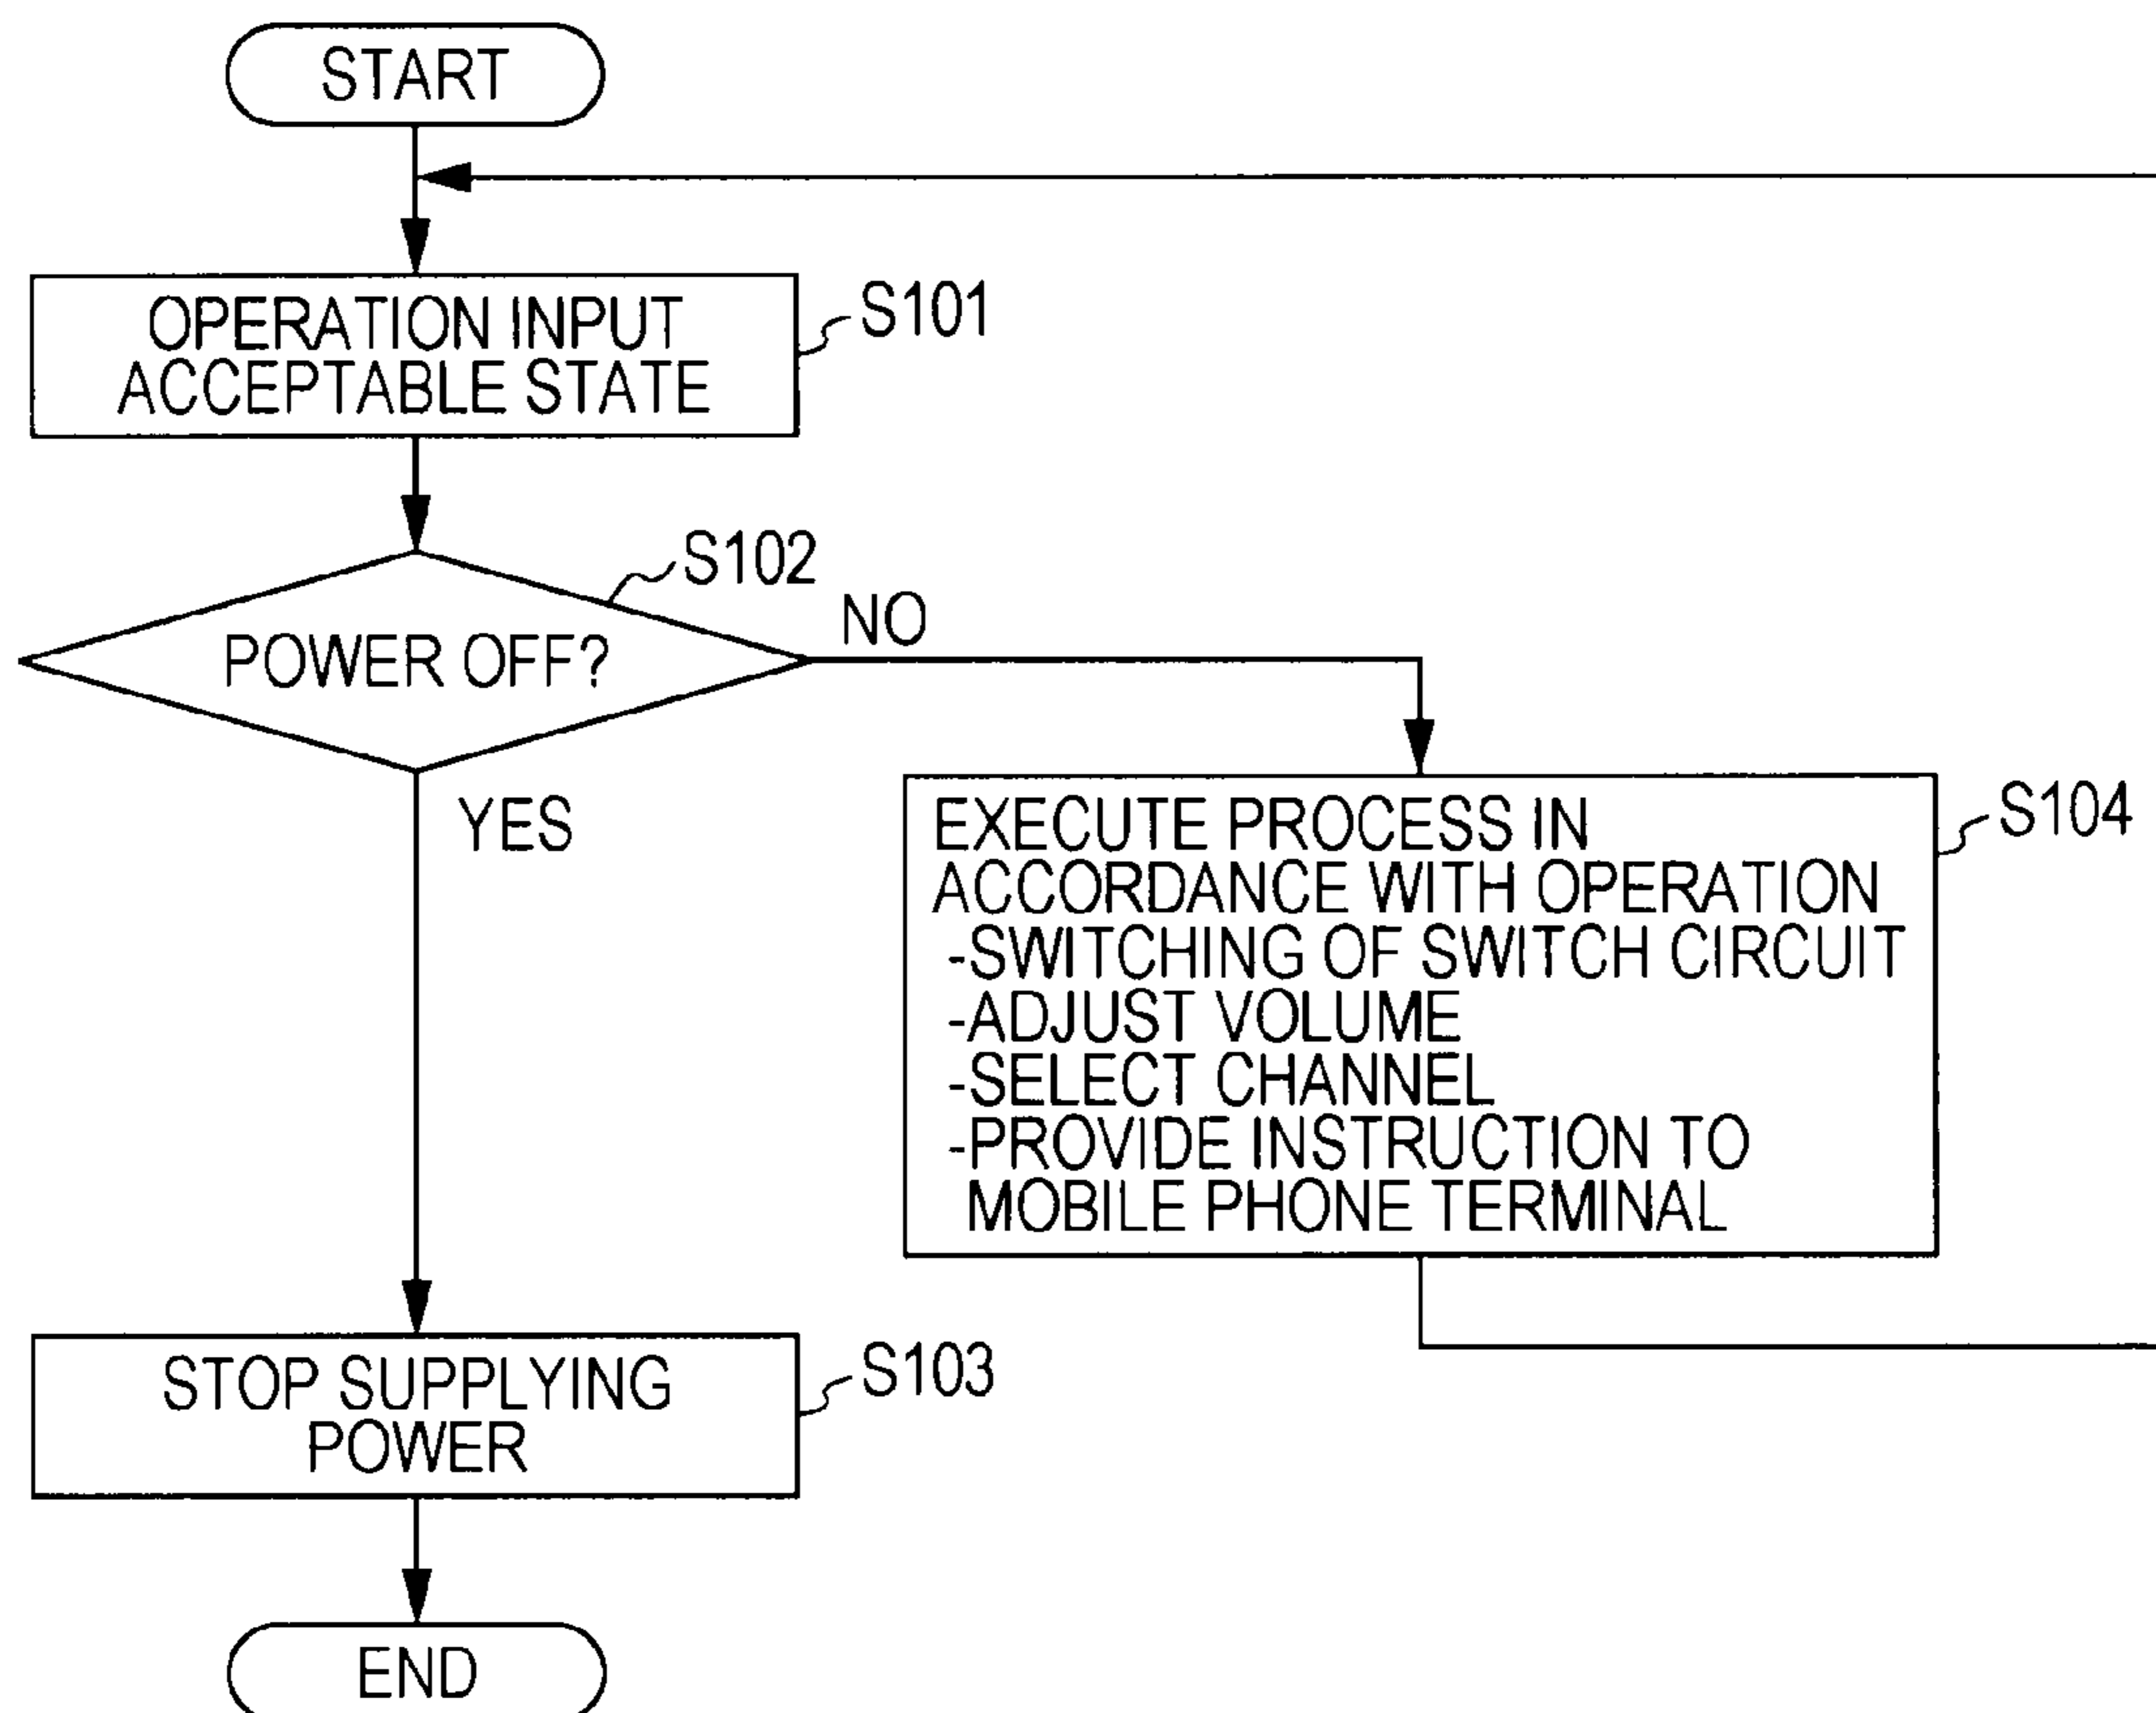 START
OPERATION INPUT
ACCEPTABLE STATE
S101
S102
POWER OFF?
NO
YES
EXECUTE PROCESS IN
ACCORDANCE WITH OPERATION
-SWITCHING OF SWITCH CIRCUIT
-ADJUST VOLUME
-SELECT CHANNEL
-PROVIDE INSTRUCTION TO
MOBILE PHONE TERMINAL
S104
STOP SUPPLYING
POWER
S103
END